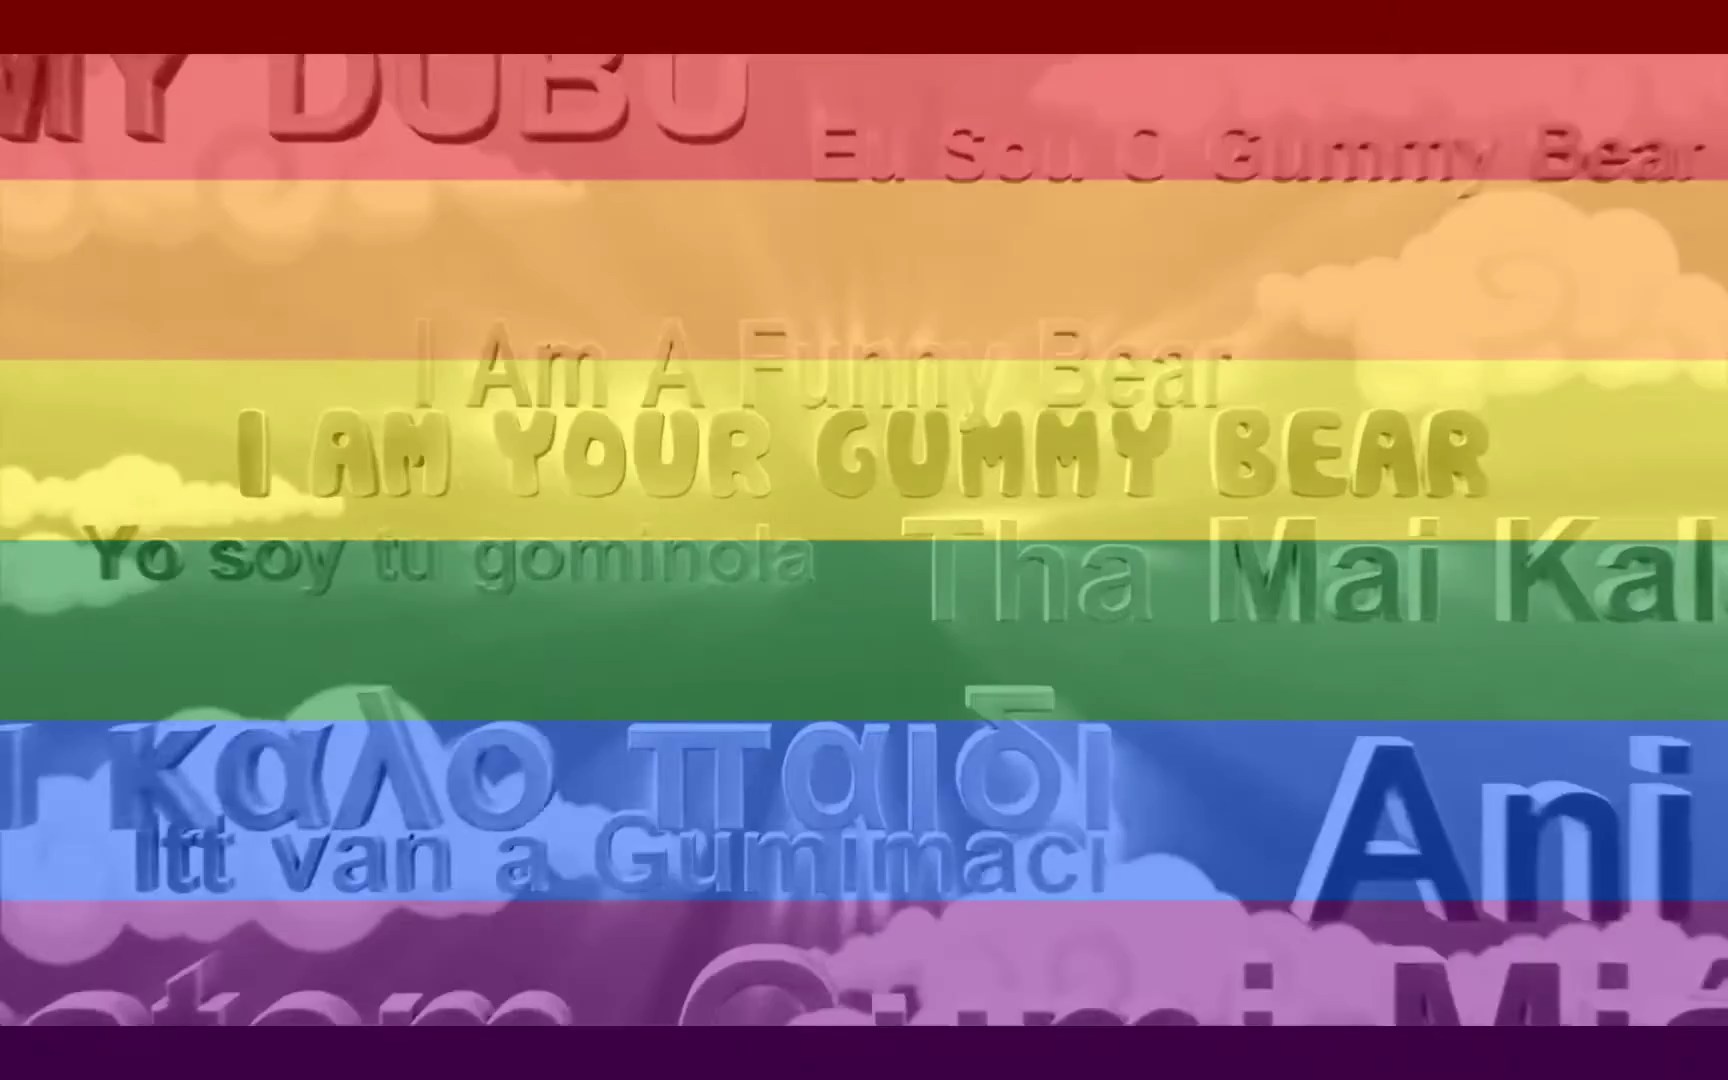 MY DUBU
Eu Sou O Gummy Bear
I Am A Funny Bear
I AM YOUR GUMMY BEAR
Yo soy tu gominola
Tha Mai
καλο παιδι
Ani
Itt van a Gumimaci